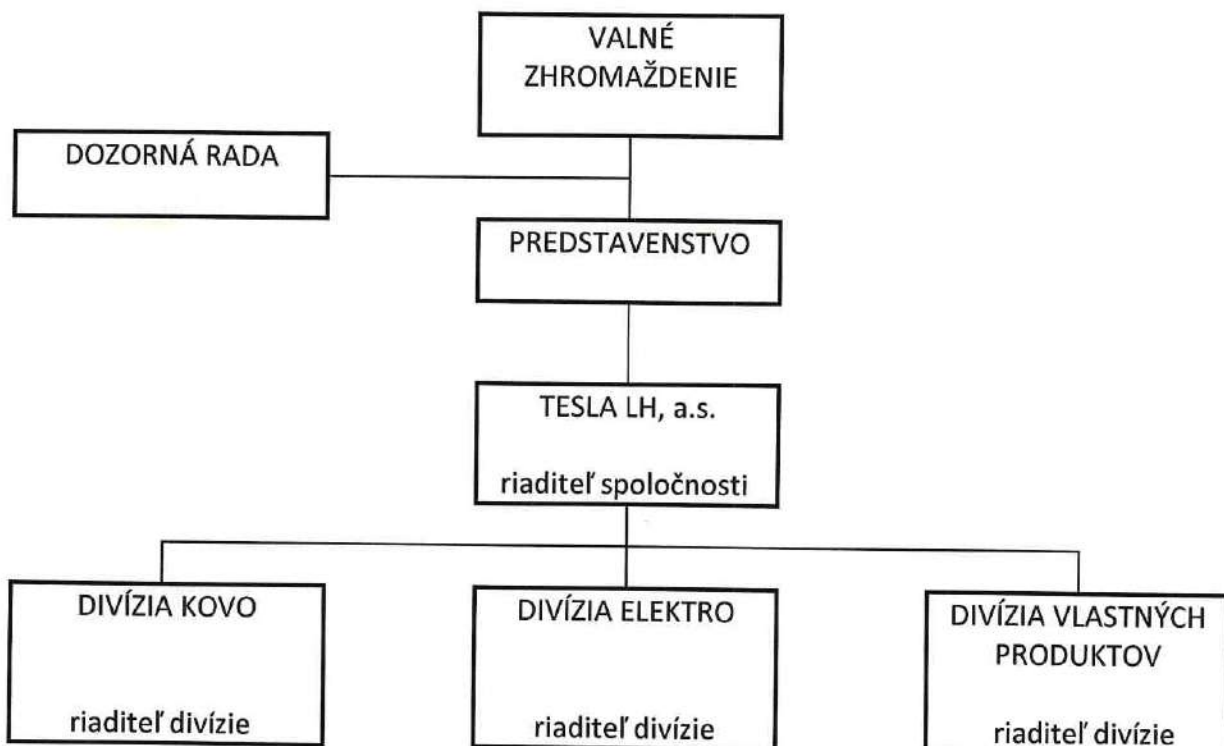 VALNÉ
ZHROMAŽDENIE
DOZORNÁ RADA
PREDSTAVENSTVO
TESLA LH, a.s.
riaditeľ spoločnosti
DIVÍZIA KOVO
riaditeľ divízie
DIVÍZIA ELEKTRO
riaditeľ divízie
DIVÍZIA VLASTNÝCH
PRODUKTOV
riaditeľ divízie